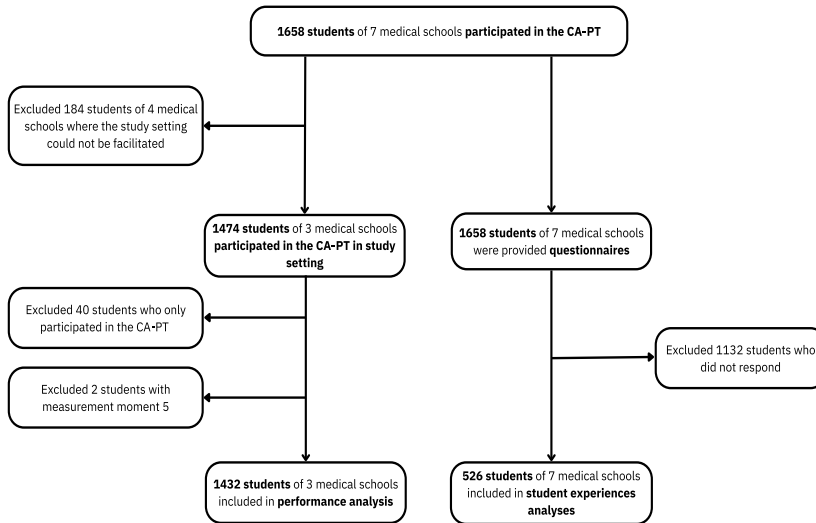 1658 students of 7 medical schools participated in the CA-PT
Excluded 184 students of 4 medical
schools where the study setting
could not be facilitated
1474 students of 3 medical schools
participated in the CA-PT in study
setting
1658 students of 7 medical schools
were provided questionnaires
Excluded 40 students who only
participated in the CA-PT
Excluded 1132 students who
did not respond
Excluded 2 students with
measurement moment 5
1432 students of 3 medical schools
included in performance analysis
526 students of 7 medical schools
included in student experiences
analyses